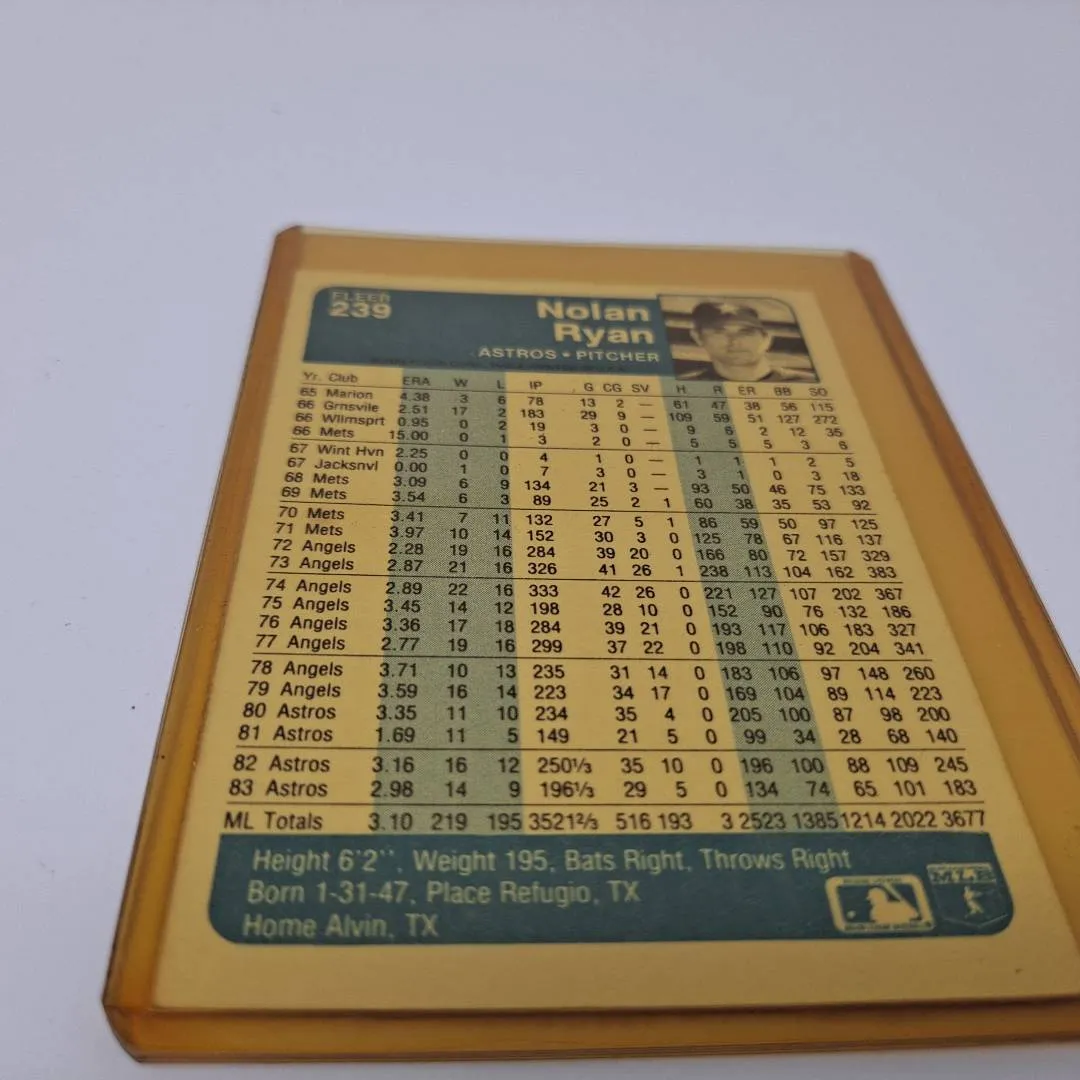 FLEER
239
Nolan
Ryan
ASTROS • PITCHER
Yr. Club ERA W L IP G CG SV H R ER BB SO
65 Marion 4.38 3 6 78 13 2 — 61 47 38 56 115
66 Grnsvile 2.51 17 2 183 29 9 — 109 59 51 127 272
66 Wllmsprt 0.95 0 2 19 3 0 — 9 6 2 12 35
66 Mets 15.00 0 1 3 2 0 — 5 5 5 3 6
67 Wint Hvn 2.25 0 0 4 1 0 — 1 1 1 2 5
67 Jacksnvl 0.00 1 0 7 3 0 — 3 1 0 3 18
68 Mets 3.09 6 9 134 21 3 — 93 50 46 75 133
69 Mets 3.54 6 3 89 25 2 1 60 38 35 53 92
70 Mets 3.41 7 11 132 27 5 1 86 59 50 97 125
71 Mets 3.97 10 14 152 30 3 0 125 78 67 116 137
72 Angels 2.28 19 16 284 39 20 0 166 80 72 157 329
73 Angels 2.87 21 16 326 41 26 1 238 113 104 162 383
74 Angels 2.89 22 16 333 42 26 0 221 127 107 202 367
75 Angels 3.45 14 12 198 28 10 0 152 90 76 132 186
76 Angels 3.36 17 18 284 39 21 0 193 117 106 183 327
77 Angels 2.77 19 16 299 37 22 0 198 110 92 204 341
78 Angels 3.71 10 13 235 31 14 0 183 106 97 148 260
79 Angels 3.59 16 14 223 34 17 0 169 104 89 114 223
80 Astros 3.35 11 10 234 35 4 0 205 100 87 98 200
81 Astros 1.69 11 5 149 21 5 0 99 34 28 68 140
82 Astros 3.16 16 12 250⅓ 35 10 0 196 100 88 109 245
83 Astros 2.98 14 9 196⅓ 29 5 0 134 74 65 101 183
ML Totals 3.10 219 195 3521⅔ 516 193 3 2523 1385 1214 2022 3677
Height 6'2'', Weight 195, Bats Right, Throws Right
Born 1-31-47, Place Refugio, TX
Home Alvin, TX
MLB